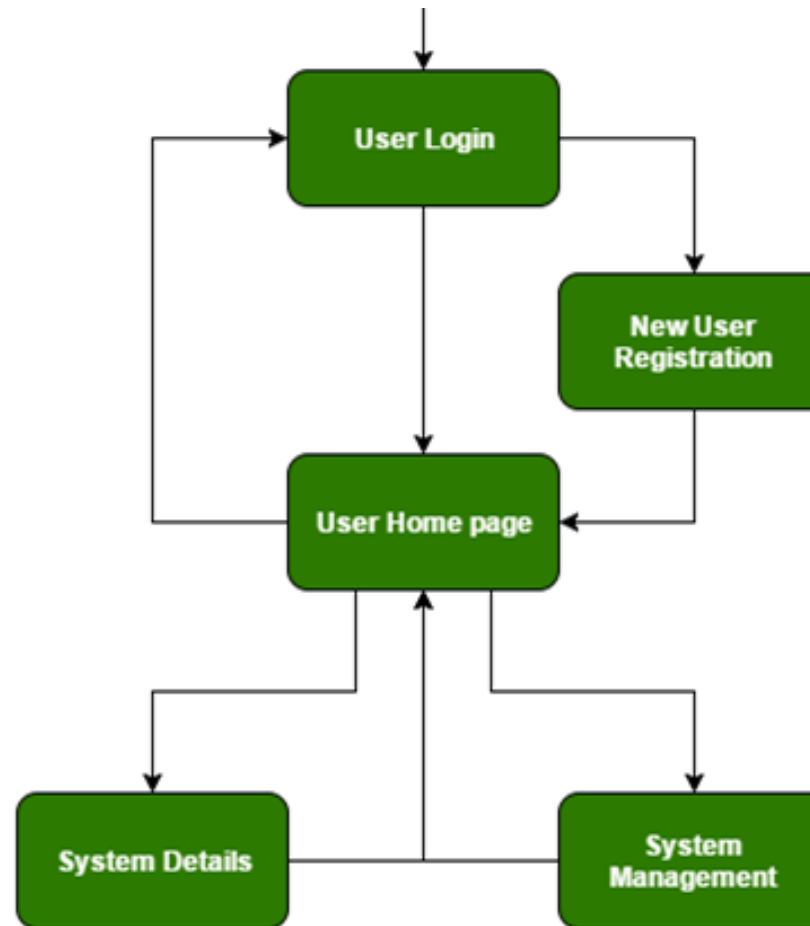 User Login
New User
Registration
User Home page
System Details
System
Management